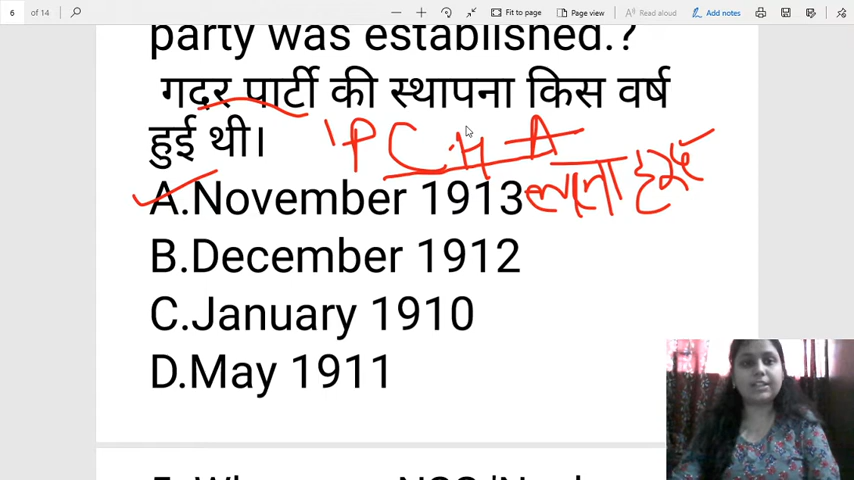 6 of 14 Fit to page Page view Read aloud Add notes
party was established.?
गदर पार्टी की स्थापना किस वर्ष
हुई थी।
P C.H A
A.November 1913 लाला हरद
B.December 1912
C.January 1910
D.May 1911